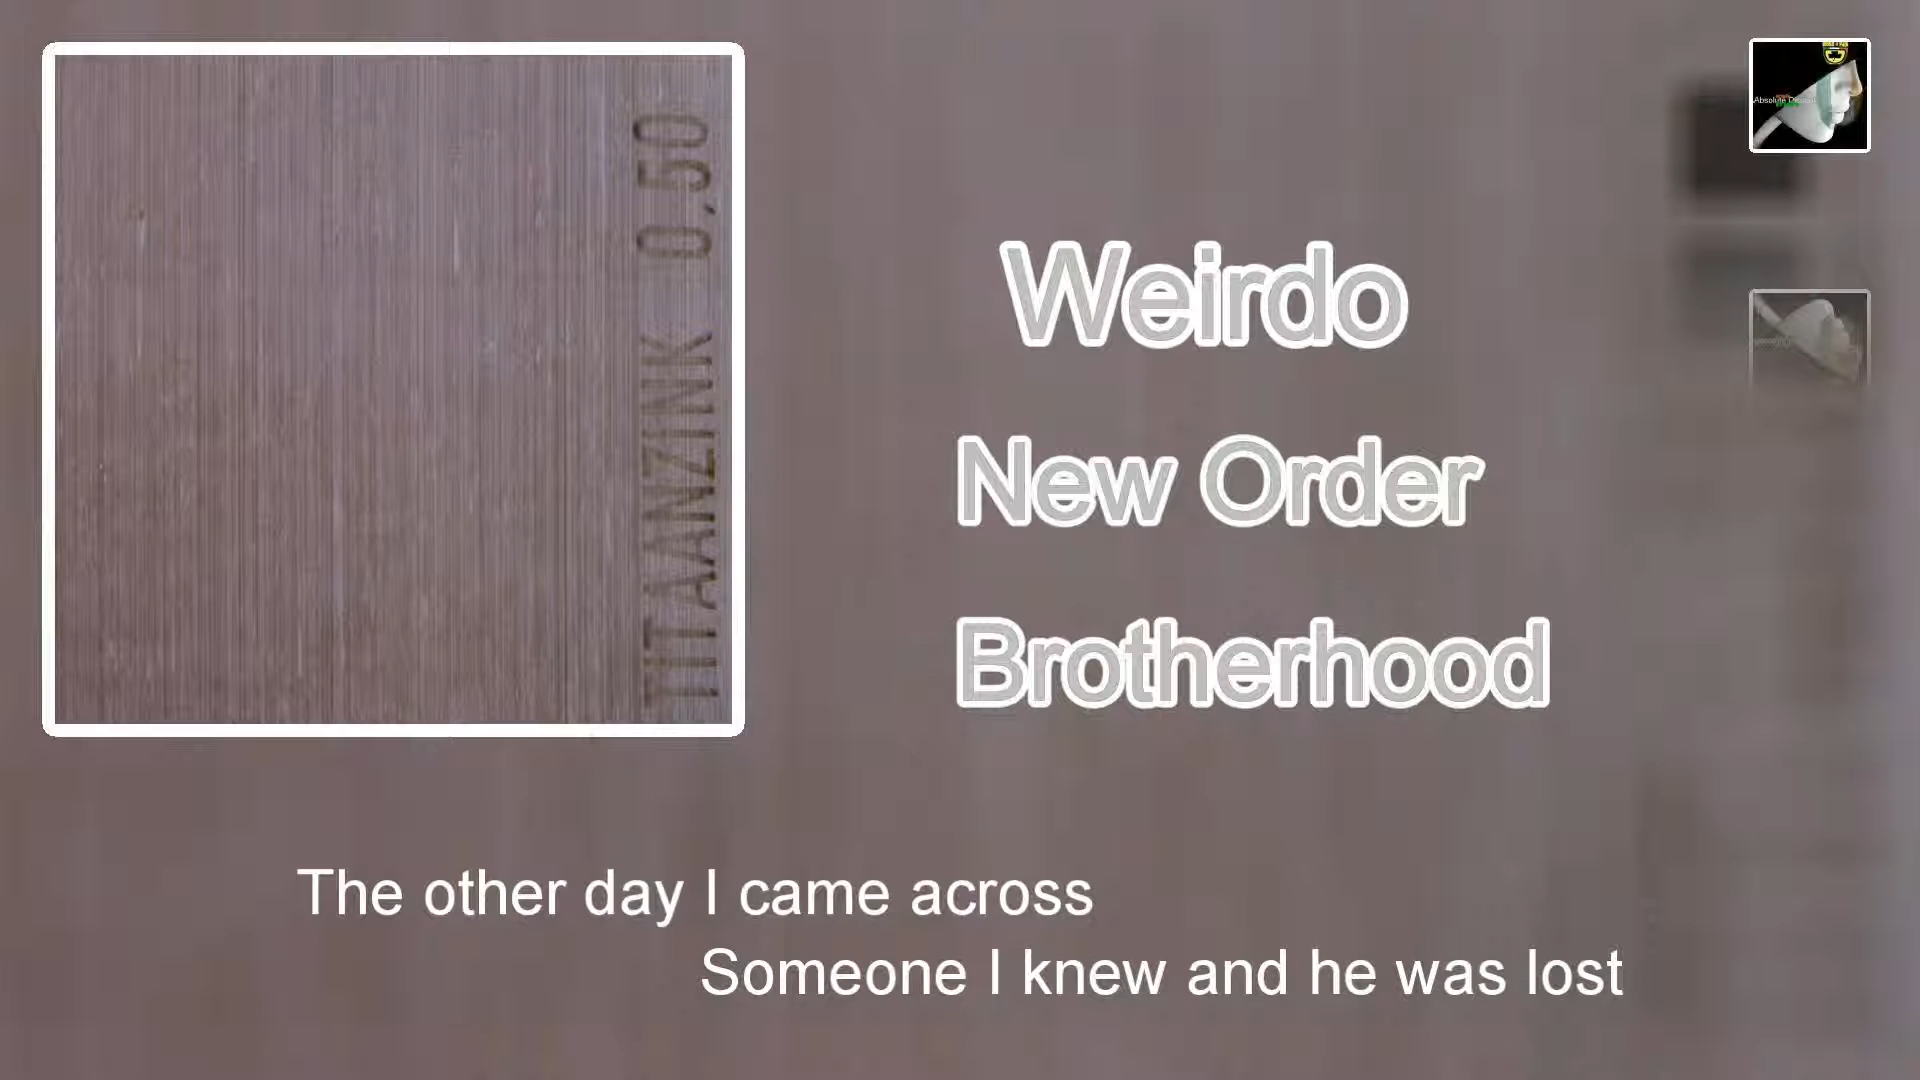 TITAANZINK 0,50
Weirdo
New Order
Brotherhood
The other day I came across
Someone I knew and he was lost